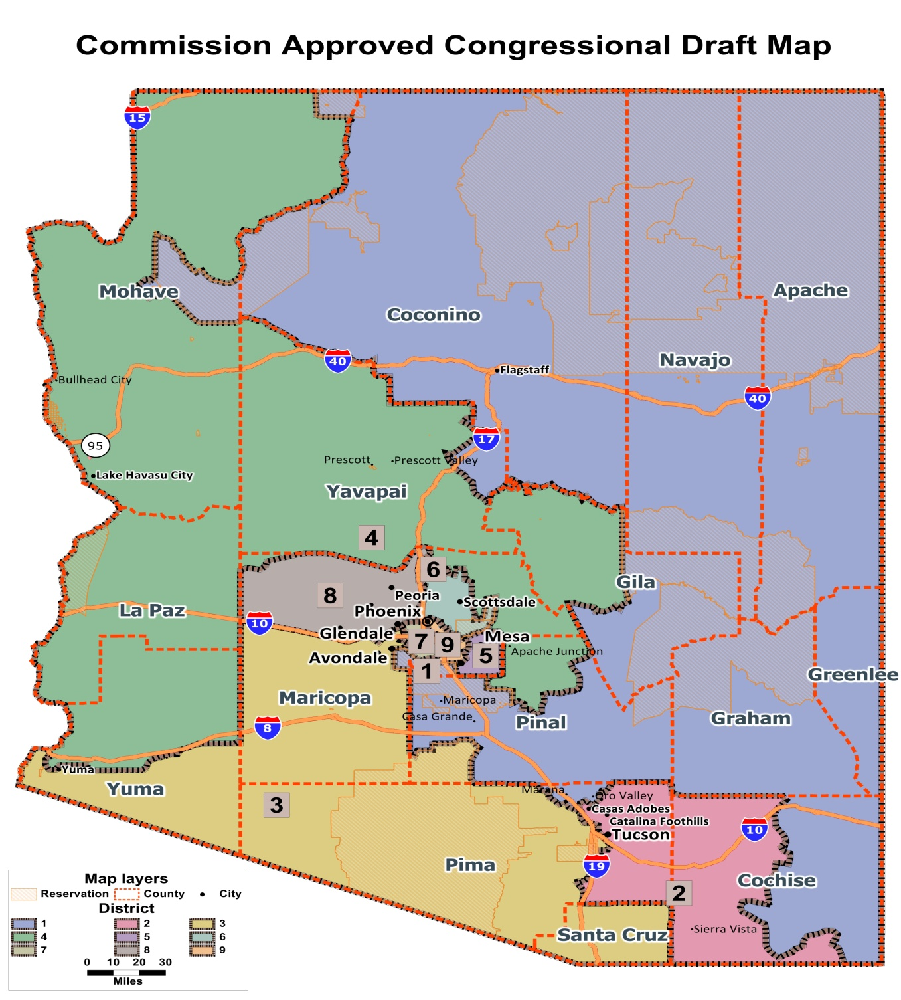 Commission Approved Congressional Draft Map
15
Mohave
Coconino
Apache
Navajo
40
Flagstaff
Bullhead City
40
95
17
Prescott
Prescott Valley
Lake Havasu City
Yavapai
4
6
Gila
8
Peoria
Scottsdale
La Paz
Phoenix
10
Glendale
Mesa
7
9
5
Apache Junction
Avondale
1
Greenlee
Maricopa
Maricopa
Casa Grande
Pinal
Graham
8
Yuma
Yuma
Marana
Oro Valley
3
Casas Adobes
Catalina Foothills
Tucson
10
Pima
19
Cochise
2
Sierra Vista
Santa Cruz
Map layers
Reservation County City
District
1 2 3
4 5 6
7 8 9
0 10 20 30
Miles